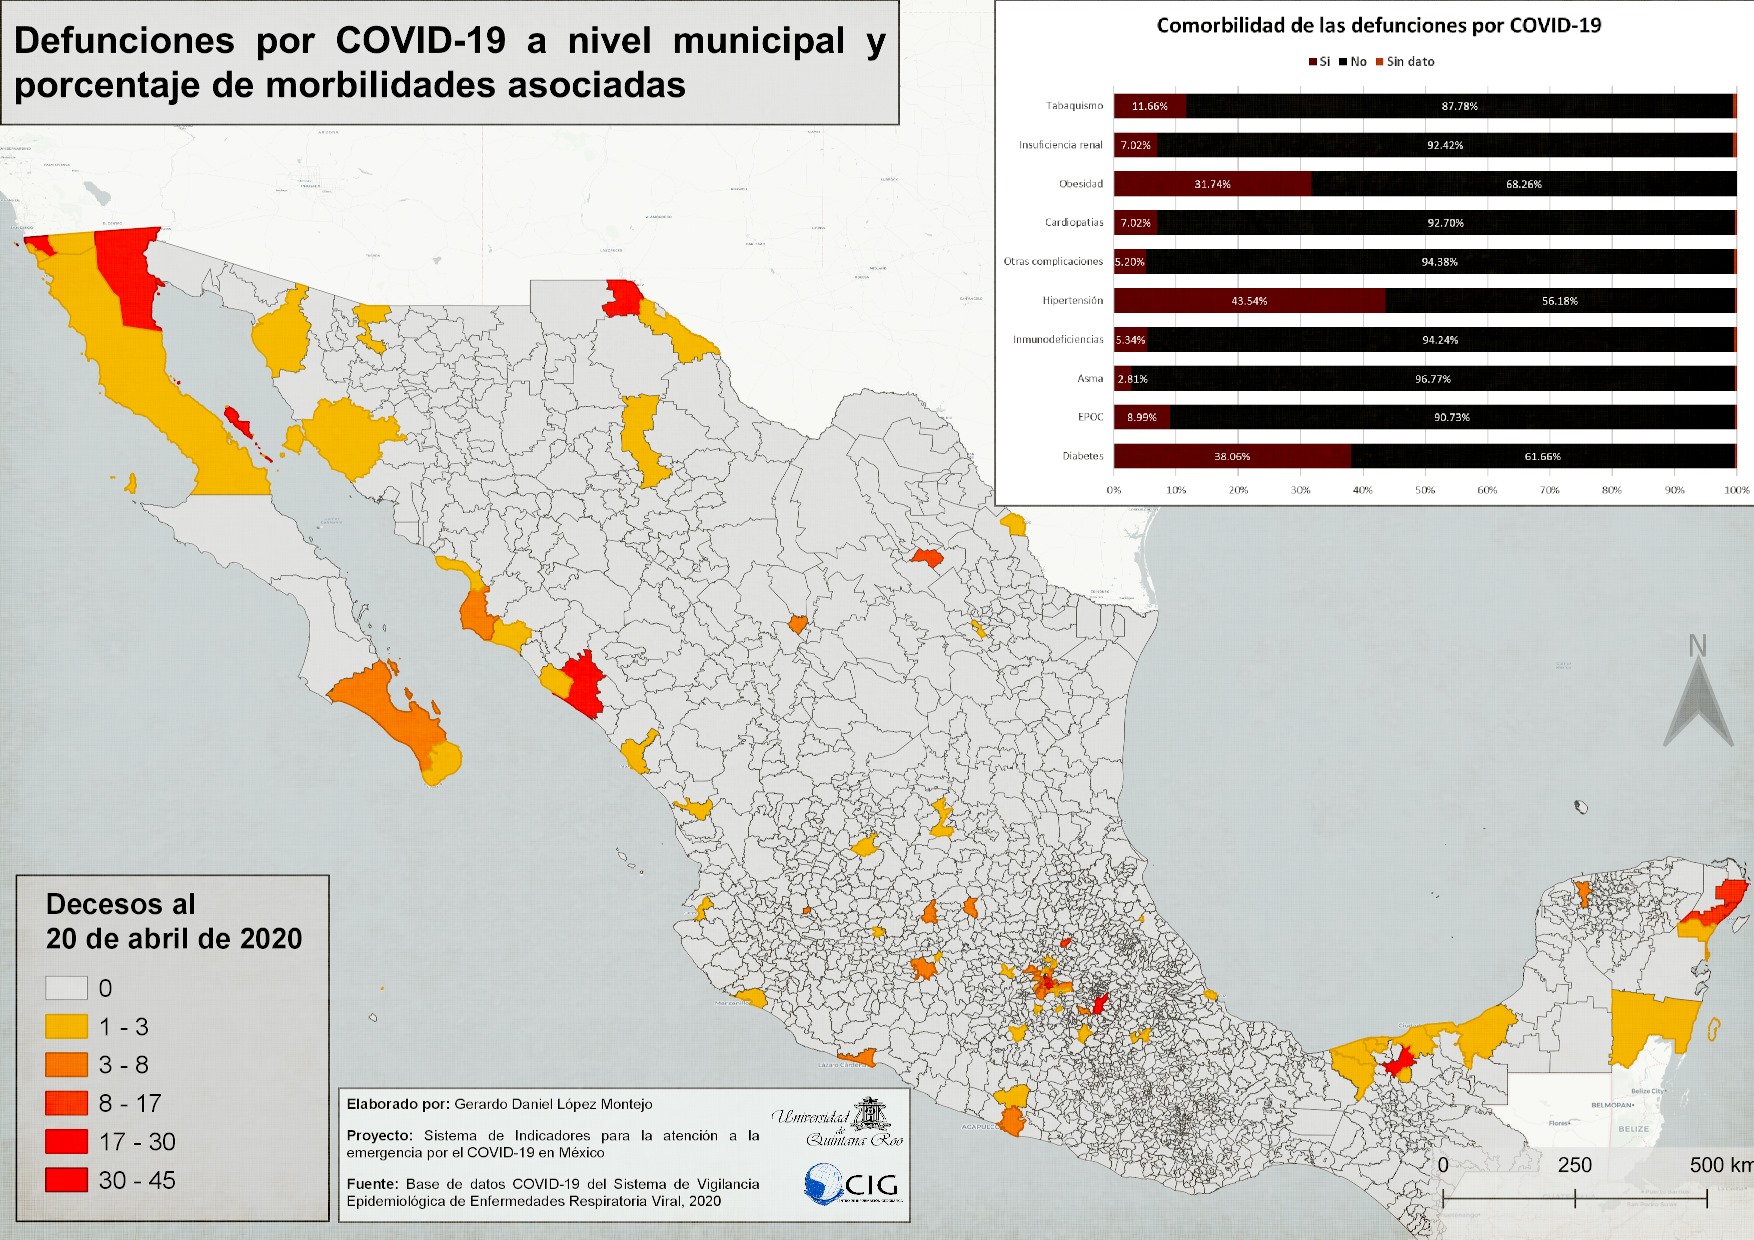 Defunciones por COVID-19 a nivel municipal y
porcentaje de morbilidades asociadas
Comorbilidad de las defunciones por COVID-19
Si No Sin dato
Tabaquismo 11.66% 87.78%
Insuficiencia renal 7.02% 92.42%
Obesidad 31.74% 68.26%
Cardiopatias 7.02% 92.70%
Otras complicaciones 5.20% 94.38%
Hipertensión 43.54% 56.18%
Inmunodeficiencias 5.34% 94.24%
Asma 2.81% 96.77%
EPOC 8.99% 90.73%
Diabetes 38.06% 61.66%
0% 10% 20% 30% 40% 50% 60% 70% 80% 90% 100%
N
Decesos al
20 de abril de 2020
0
1 - 3
3 - 8
8 - 17
17 - 30
30 - 45
Manzanillo
Lázaro Cárdenas
ACAPULCO
Elaborado por: Gerardo Daniel López Montejo
Proyecto: Sistema de Indicadores para la atención a la
emergencia por el COVID-19 en México
Fuente: Base de datos COVID-19 del Sistema de Vigilancia
Epidemiológica de Enfermedades Respiratoria Viral, 2020
Universidad
de
Quintana Roo
CIG
CENTRO DE INFORMACIÓN GEOGRÁFICA
Belize City
BELMOPAN
Flores
BELIZE
0 250 500 km